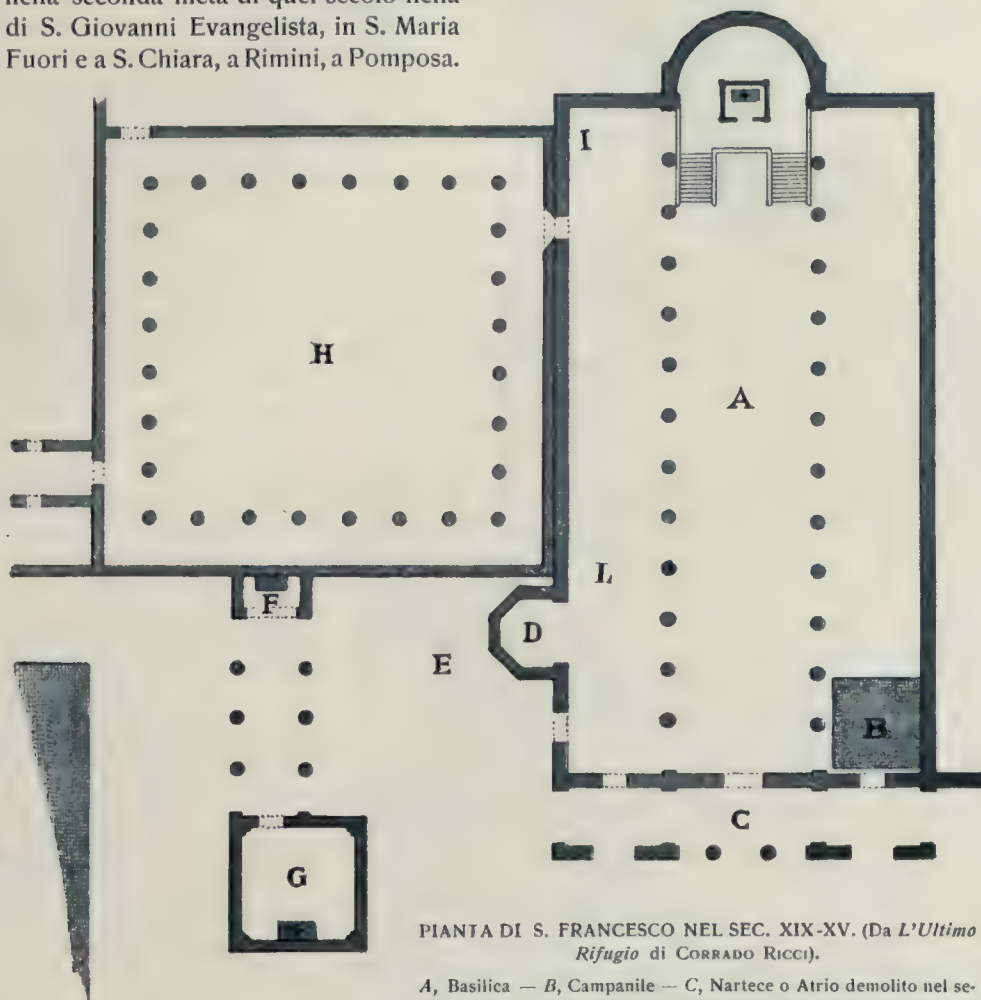 nella seconda metà di quel secolo nella
di S. Giovanni Evangelista, in S. Maria
Fuori e a S. Chiara, a Rimini, a Pomposa.
I
H
A
L
F
D
E
B
C
G
PIANTA DI S. FRANCESCO NEL SEC. XIX-XV. (Da L'Ultimo
Rifugio di CORRADO RICCI).
A, Basilica — B, Campanile — C, Nartece o Atrio demolito nel se-